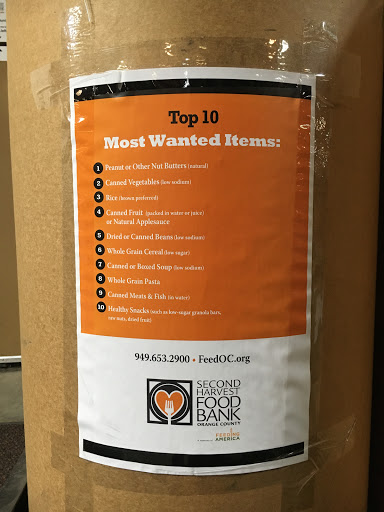 Top 10
Most Wanted Items:
1 Peanut or Other Nut Butters (natural)
2 Canned Vegetables (low sodium)
3 Rice (brown preferred)
4 Canned Fruit (packed in water or juice)
or Natural Applesauce
5 Dried or Canned Beans (low sodium)
6 Whole Grain Cereal (low sugar)
7 Canned or Boxed Soup (low sodium)
8 Whole Grain Pasta
9 Canned Meats & Fish (in water)
10 Healthy Snacks (such as low-sugar granola bars,
raw nuts, dried fruit)
949.653.2900 • FeedOC.org
SECOND
HARVEST
FOOD
BANK
ORANGE COUNTY
FEEDING
AMERICA